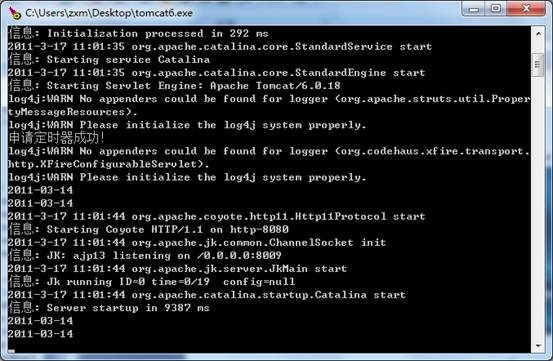 C:\Users\zxm\Desktop\tomcat6.exe
信息: Initialization processed in 292 ms
2011-3-17 11:01:35 org.apache.catalina.core.StandardService start
信息: Starting service Catalina
2011-3-17 11:01:35 org.apache.catalina.core.StandardEngine start
信息: Starting Servlet Engine: Apache Tomcat/6.0.18
log4j:WARN No appenders could be found for logger (org.apache.struts.util.Proper
tyMessageResources).
log4j:WARN Please initialize the log4j system properly.
申请定时器成功!
log4j:WARN No appenders could be found for logger (org.codehaus.xfire.transport.
http.XFireConfigurableServlet).
log4j:WARN Please initialize the log4j system properly.
2011-03-14
2011-03-14
2011-3-17 11:01:44 org.apache.coyote.http11.Http11Protocol start
信息: Starting Coyote HTTP/1.1 on http-8080
2011-3-17 11:01:44 org.apache.jk.common.ChannelSocket init
信息: JK: ajp13 listening on /0.0.0.0:8009
2011-3-17 11:01:44 org.apache.jk.server.JkMain start
信息: Jk running ID=0 time=0/19  config=null
2011-3-17 11:01:44 org.apache.catalina.startup.Catalina start
信息: Server startup in 9387 ms
2011-03-14
2011-03-14